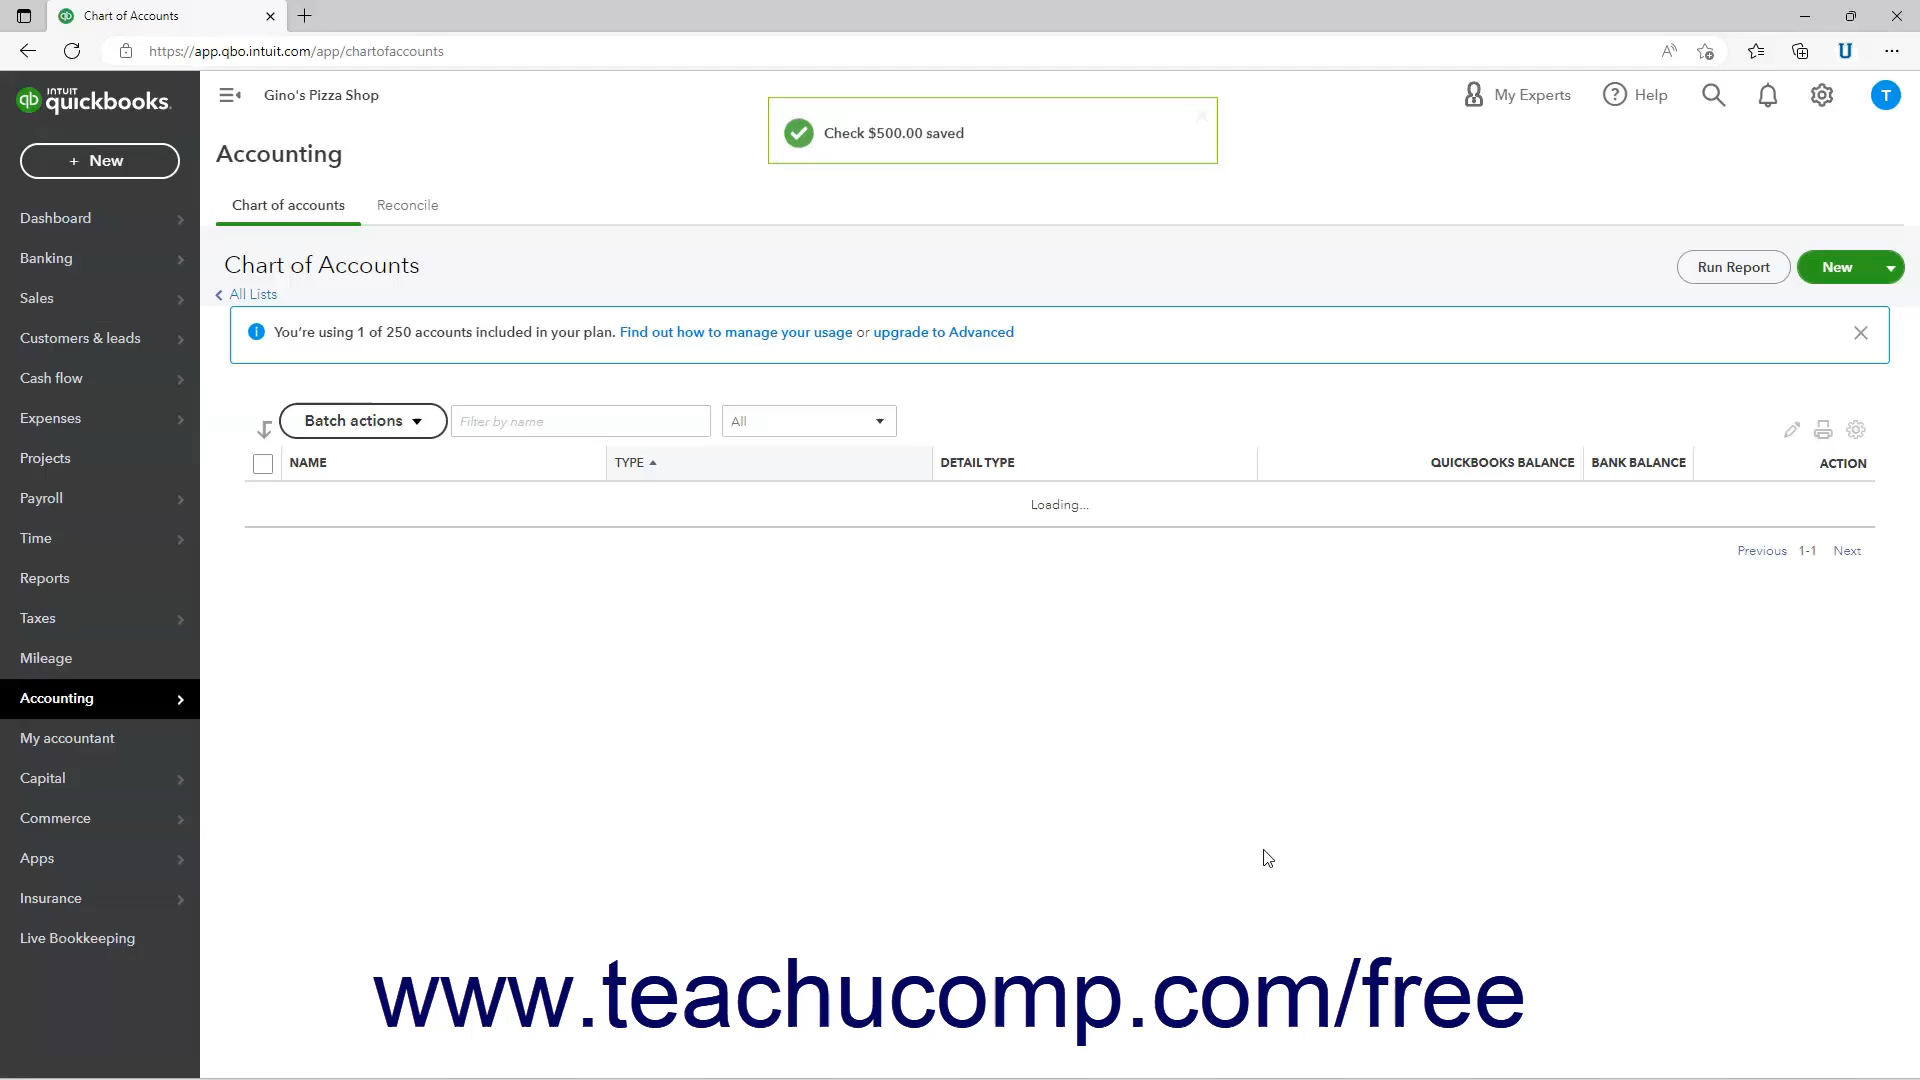 Chart of Accounts
https://app.qbo.intuit.com/app/chartofaccounts
INTUIT
quickbooks.
Gino's Pizza Shop
My Experts
Help
T
Check $500.00 saved
+ New
Accounting
Chart of accounts
Reconcile
Dashboard
Banking
Sales
Customers & leads
Cash flow
Expenses
Projects
Payroll
Time
Reports
Taxes
Mileage
Accounting
My accountant
Capital
Commerce
Apps
Insurance
Live Bookkeeping
Chart of Accounts
All Lists
Run Report
New
You're using 1 of 250 accounts included in your plan. Find out how to manage your usage or upgrade to Advanced
Batch actions
Filter by name
All
NAME TYPE DETAIL TYPE QUICKBOOKS BALANCE BANK BALANCE ACTION
Loading...
Previous 1-1 Next
www.teachucomp.com/free